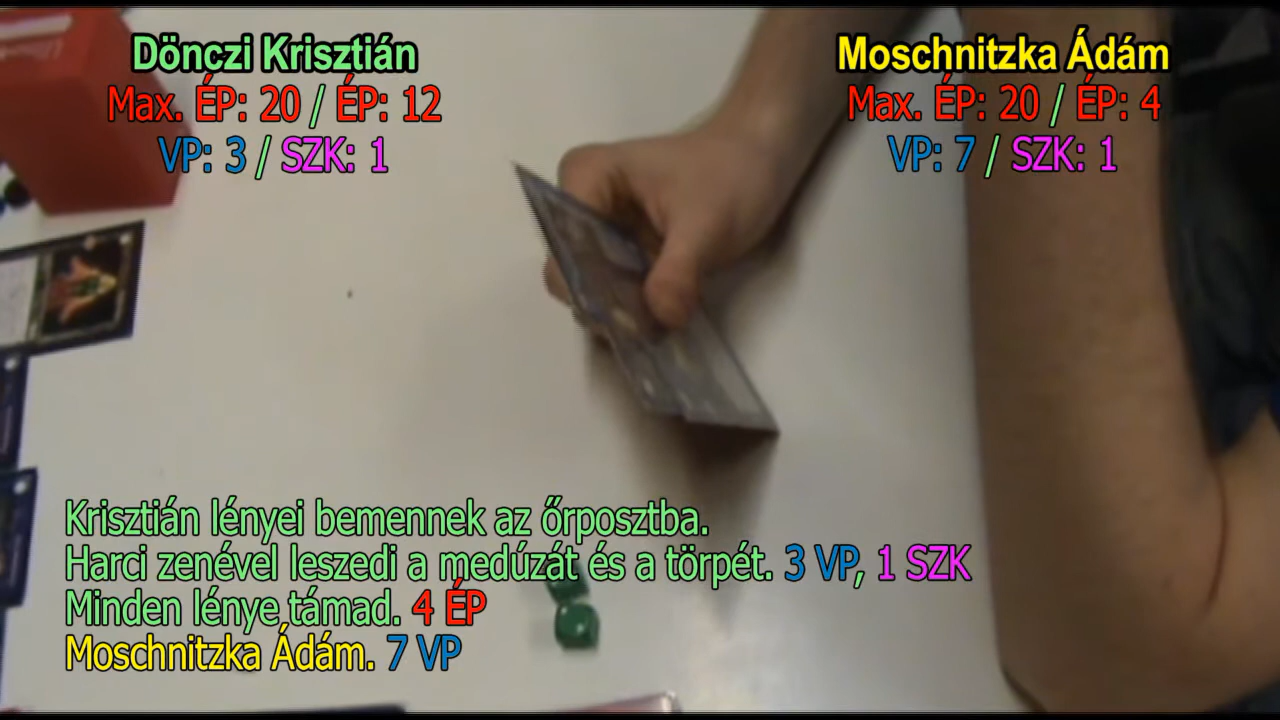 Dönczi Krisztián
Max. ÉP: 20 / ÉP: 12
VP: 3 / SZK: 1
Moschnitzka Ádám
Max. ÉP: 20 / ÉP: 4
VP: 7 / SZK: 1
Krisztián lényei bemennek az őrposztba.
Harci zenével leszedi a medúzát és a törpét. 3 VP, 1 SZK
Minden lénye támad. 4 ÉP
Moschnitzka Ádám. 7 VP